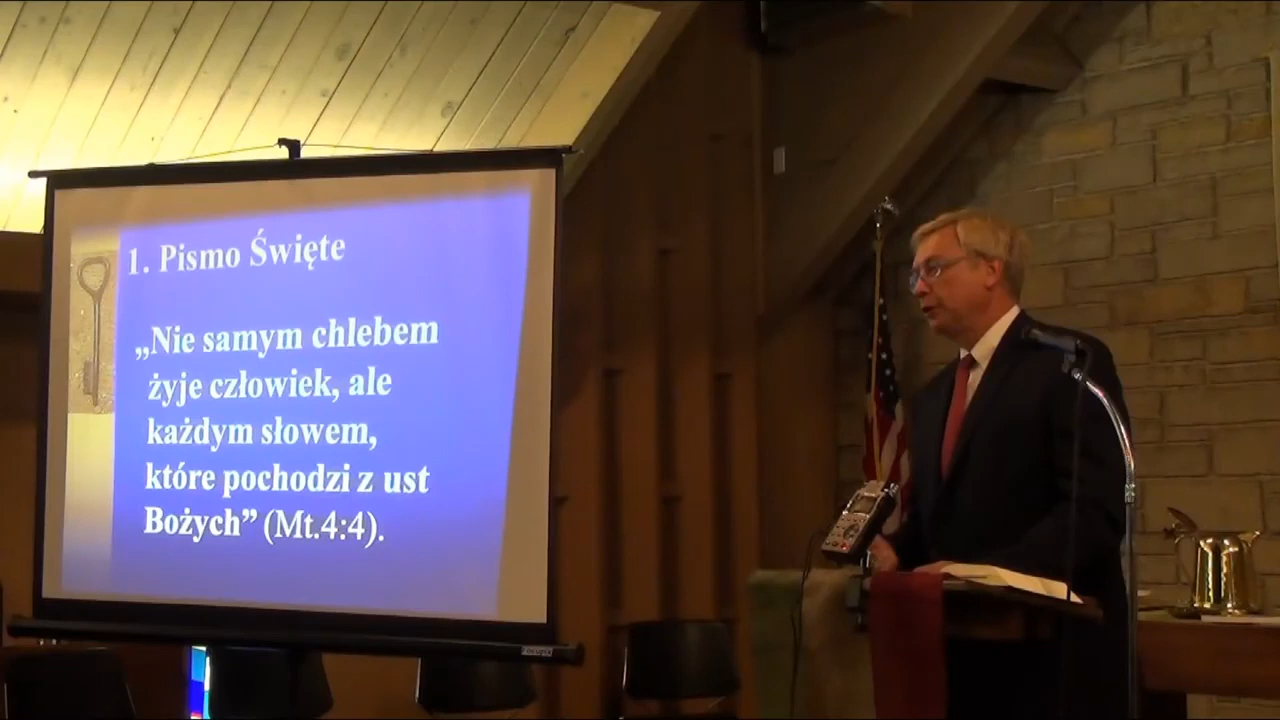 1. Pismo Święte
„Nie samym chlebem
żyje człowiek, ale
każdym słowem,
które pochodzi z ust
Bożych” (Mt.4:4).